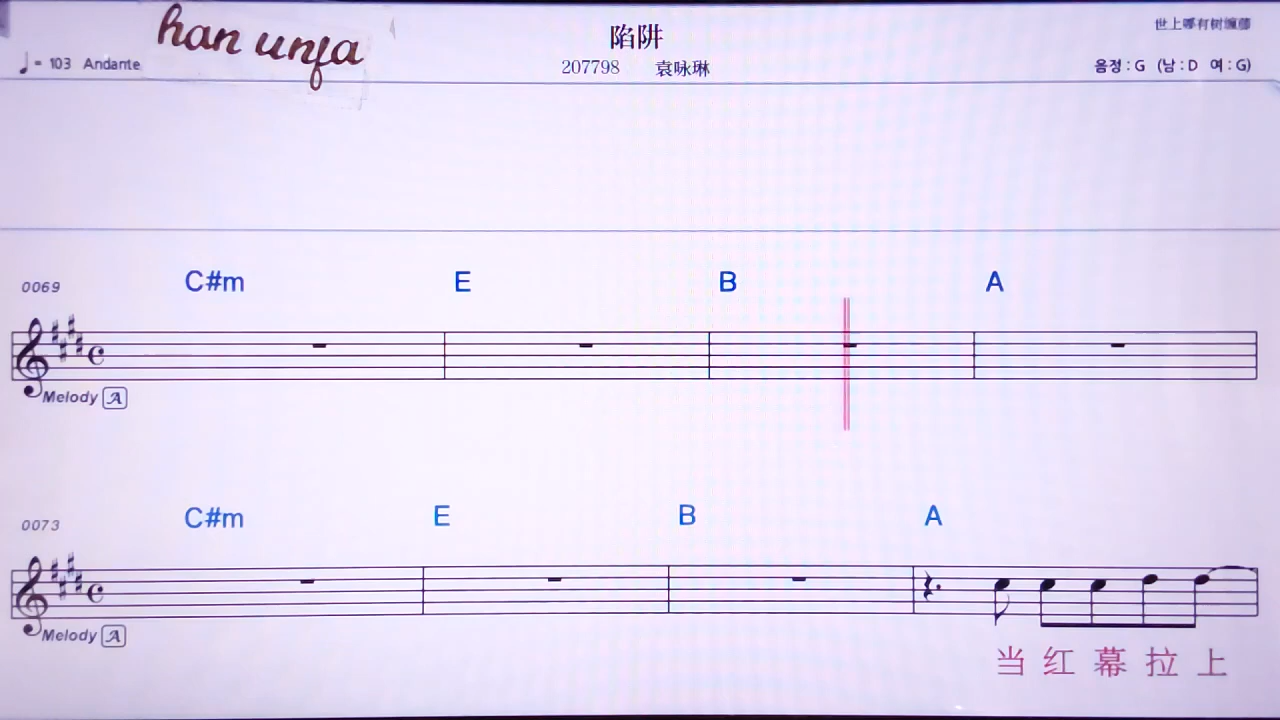 han unfa
陷阱
世上哪有树缠藤
♩= 103 Andante
207798 袁咏琳
음정 : G (남 : D 여 : G)
C#m E B A
0069
Melody A
C#m E B A
0073
Melody A
当 红 幕 拉 上